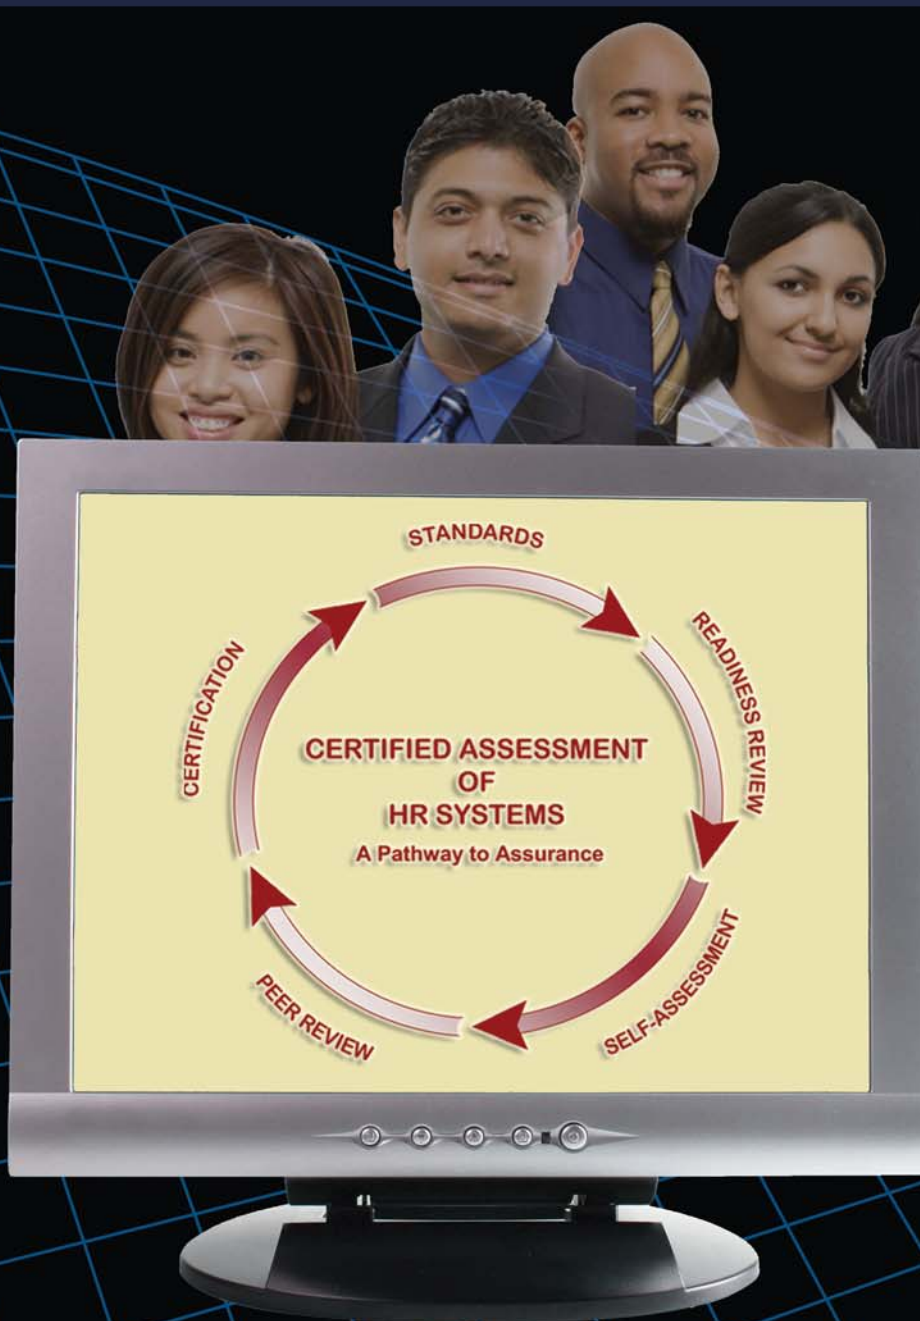 STANDARDS
READINESS REVIEW
SELF-ASSESSMENT
PEER REVIEW
CERTIFICATION
CERTIFIED ASSESSMENT
OF
HR SYSTEMS
A Pathway to Assurance